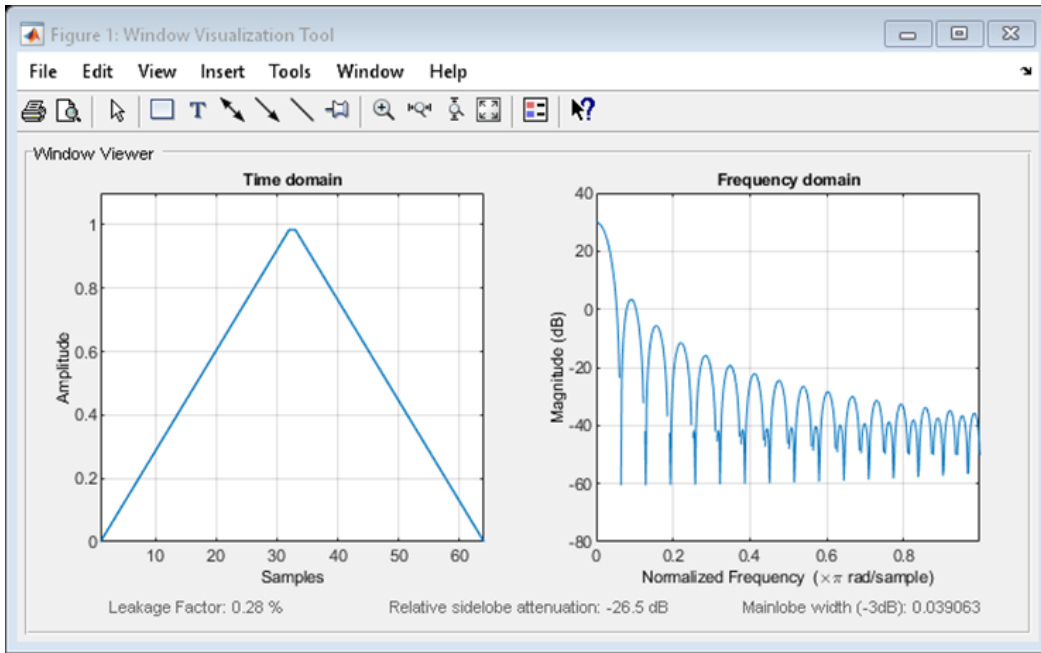 Figure 1: Window Visualization Tool
File Edit View Insert Tools Window Help
T
?
Window Viewer
Time domain
1
0.8
0.6
0.4
0.2
0
10 20 30 40 50 60
Amplitude
Samples
Frequency domain
40
20
0
-20
-40
-60
-80
0 0.2 0.4 0.6 0.8
Magnitude (dB)
Normalized Frequency (×π rad/sample)
Leakage Factor: 0.28 % Relative sidelobe attenuation: -26.5 dB Mainlobe width (-3dB): 0.039063